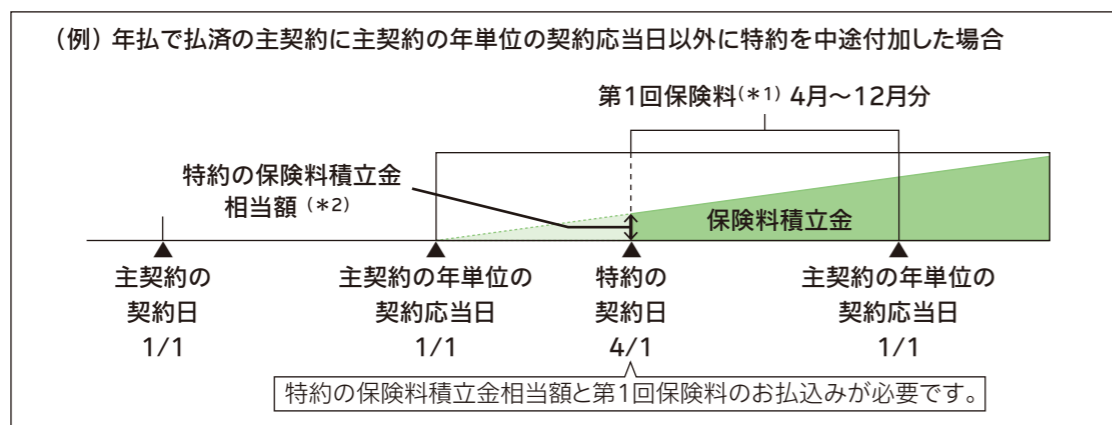 （例）年払で払済の主契約に主契約の年単位の契約応当日以外に特約を中途付加した場合
第1回保険料(＊1) 4月～12月分
特約の保険料積立金
相当額(＊2)
保険料積立金
主契約の
契約日
1/1
主契約の年単位の
契約応当日
1/1
特約の
契約日
4/1
主契約の年単位の
契約応当日
1/1
特約の保険料積立金相当額と第1回保険料のお払込みが必要です。